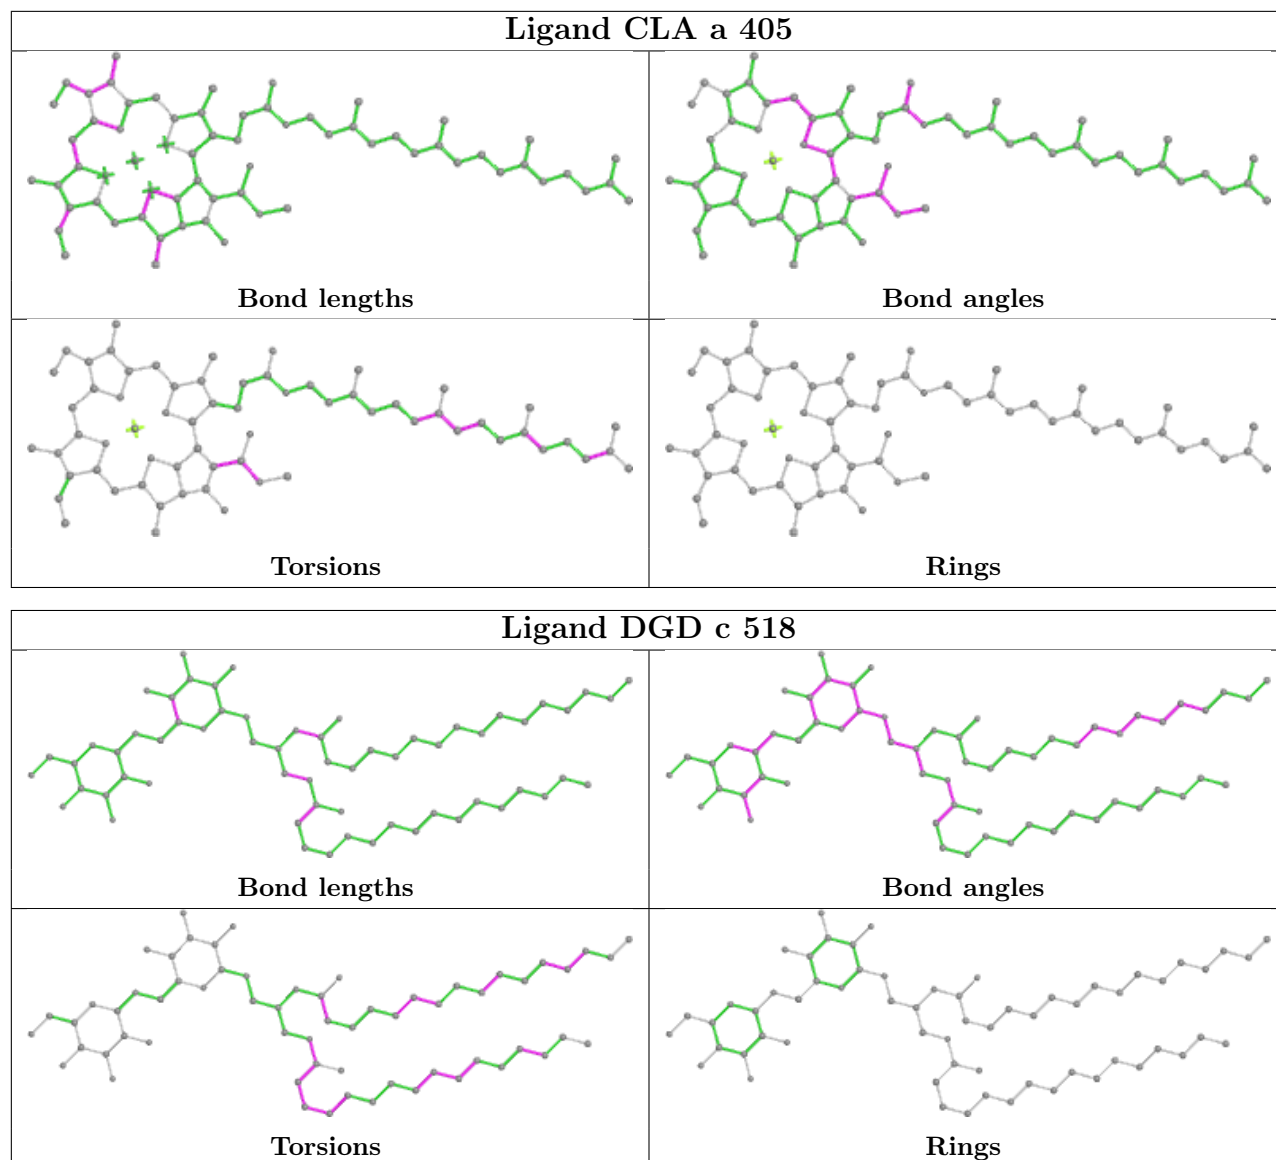 Ligand CLA a 405
Bond lengths
Bond angles
Torsions
Rings
Ligand DGD c 518
Bond lengths
Bond angles
Torsions
Rings